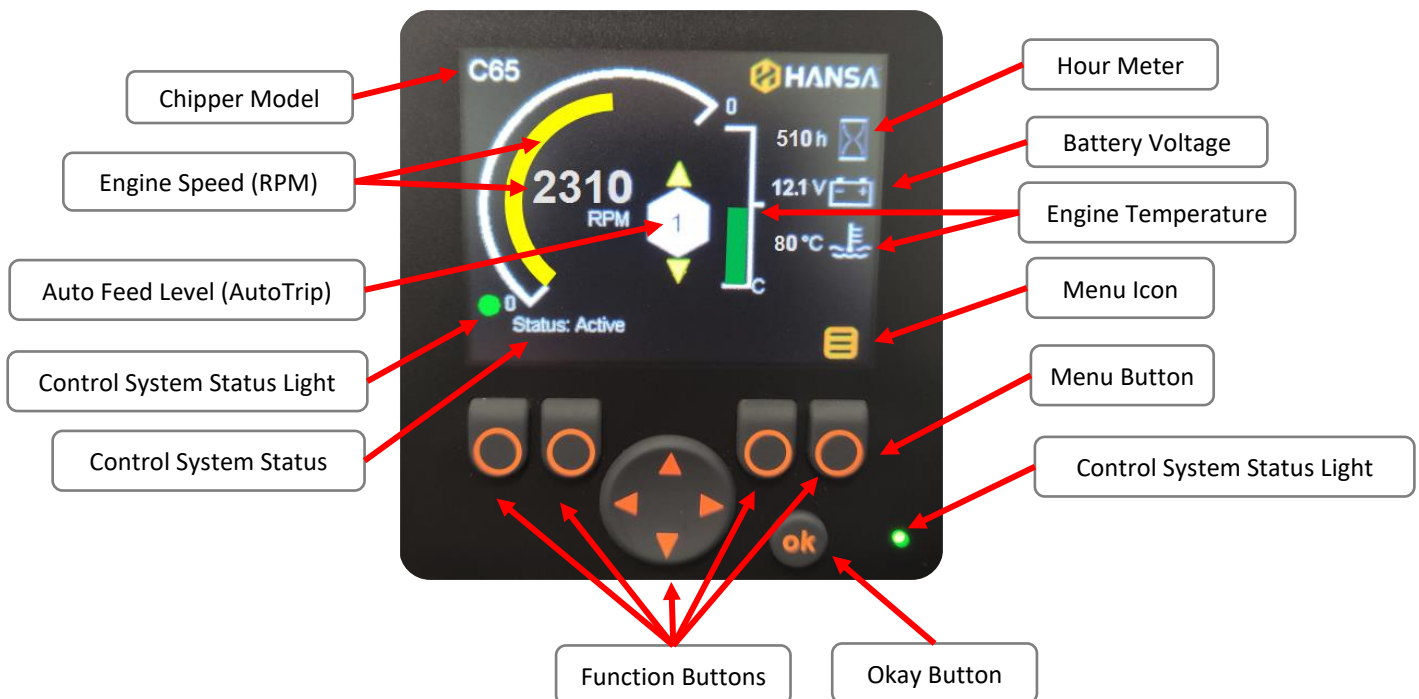 C65
HANSA
Hour Meter
Chipper Model
0
510 h
Battery Voltage
Engine Speed (RPM)
2310
RPM
12.1 V
1
Engine Temperature
80 °C
Auto Feed Level (AutoTrip)
C
Menu Icon
0
Status: Active
Control System Status Light
Menu Button
Control System Status
Control System Status Light
ok
Function Buttons
Okay Button